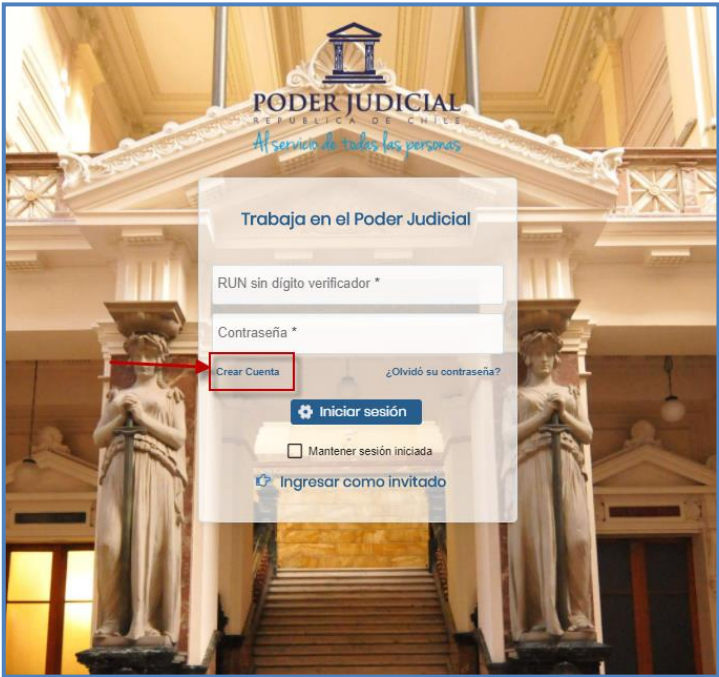 PODER JUDICIAL
REPUBLICA DE CHILE
Al servicio de todas las personas
Trabaja en el Poder Judicial
RUN sin dígito verificador *
Contraseña *
Crear Cuenta
¿Olvidó su contraseña?
Iniciar sesión
Mantener sesión iniciada
Ingresar como invitado